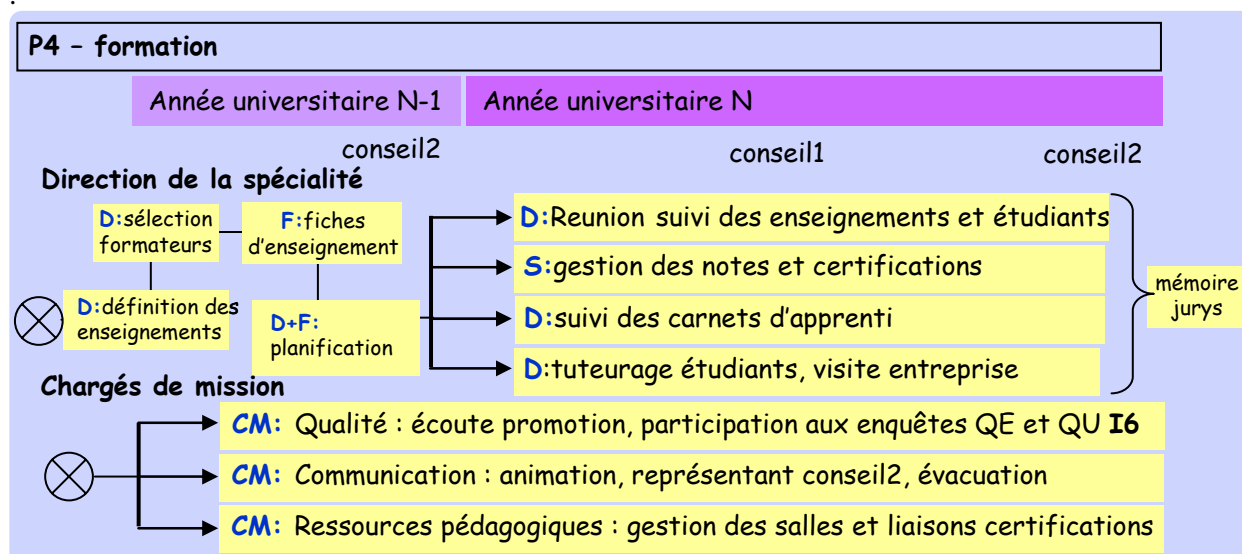 P4 – formation
Année universitaire N-1
Année universitaire N
conseil2
conseil1
conseil2
Direction de la spécialité
D:sélection
formateurs
F:fiches
d'enseignement
D:définition des
enseignements
D+F:
planification
D:Reunion suivi des enseignements et étudiants
S:gestion des notes et certifications
D:suivi des carnets d'apprenti
D:tuteurage étudiants, visite entreprise
mémoire
jurys
Chargés de mission
CM: Qualité : écoute promotion, participation aux enquêtes QE et QU I6
CM: Communication : animation, représentant conseil2, évacuation
CM: Ressources pédagogiques : gestion des salles et liaisons certifications